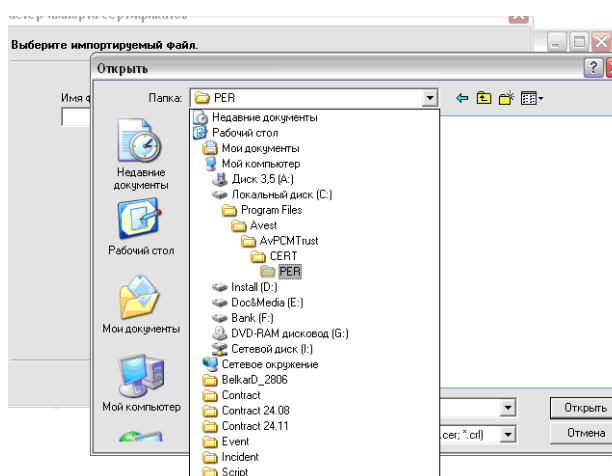 мастер импорта сертификатов
Выберите импортируемый файл.
Открыть
Имя ф
Папка:
PER
Недавние документы
Рабочий стол
Мои документы
Мой компьютер
Диск 3,5 (A:)
Локальный диск (C:)
Program Files
Avest
AvPCMTrust
CERT
PER
Install (D:)
Doc&Media (E:)
Bank (F:)
DVD-RAM дисковод (G:)
Сетевой диск (I:)
Сетевое окружение
BelkarD_2806
Contract
Contract 24.08
Contract 24.11
Event
Incident
Script
Недавние
документы
Рабочий стол
Мои документы
Мой компьютер
Открыть
.cer; *.crl)
Отмена